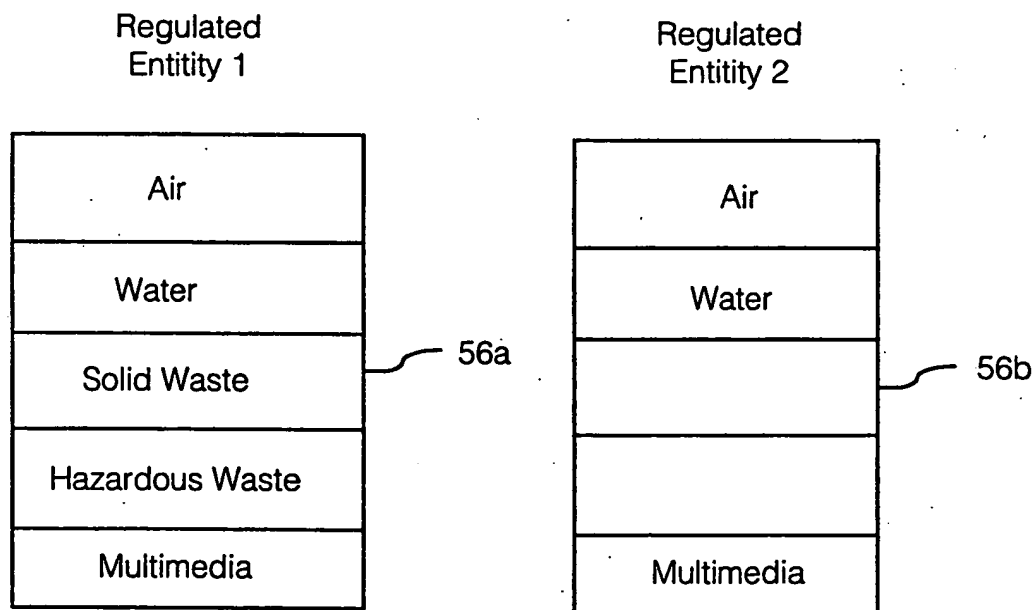 Regulated
Entitity 1
Air
Water
Solid Waste
Hazardous Waste
Multimedia
56a
Regulated
Entitity 2
Air
Water
Multimedia
56b